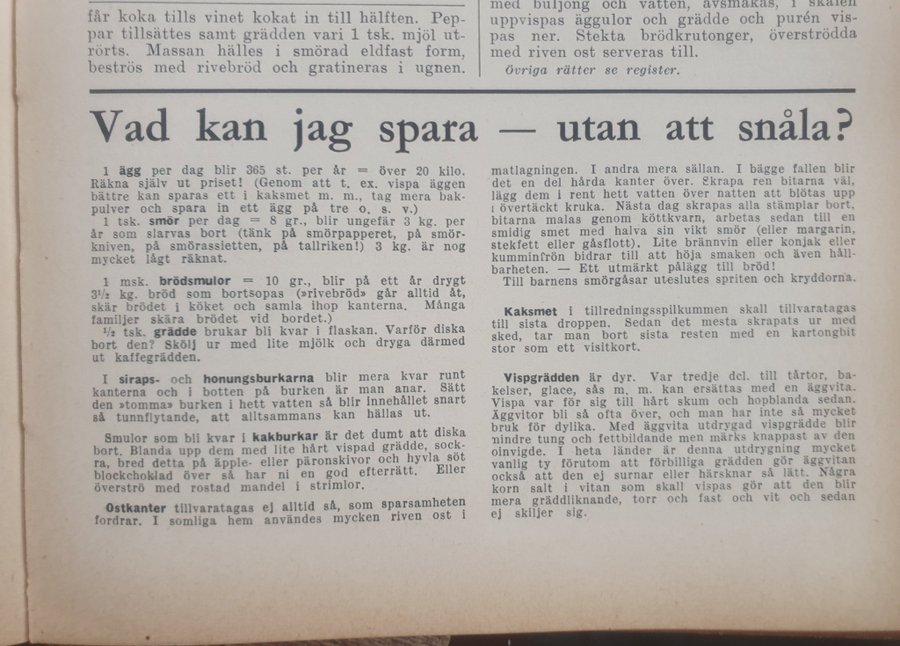 får koka tills vinet kokat in till hälften. Pep-
par tillsättes samt grädden vari 1 tsk. mjöl ut-
rörts. Massan hälles i smörad eldfast form,
beströs med rivebröd och gratineras i ugnen.
med buljong och vatten, avsmakas, i skålen
uppvispas äggulor och grädde och purén vis-
pas ner. Stekta brödkrutonger, överströdda
med riven ost serveras till.
Övriga rätter se register.
Vad kan jag spara — utan att snåla?
1 ägg per dag blir 365 st. per år = över 20 kilo.
Räkna själv ut priset! (Genom att t. ex. vispa äggen
bättre kan sparas ett i kaksmet m. m., tag mera bak-
pulver och spara in ett ägg på tre o, s. v.)
1 tsk. smör per dag = 8 gr., blir ungefär 3 kg. per
år som slarvas bort (tänk på smörpapperet, på smör-
kniven, på smörassietten, på tallriken!) 3 kg. är nog
mycket lågt räknat.
1 msk. brödsmulor = 10 gr., blir på ett år drygt
3½ kg. bröd som bortsopas (»rivebröd» går alltid åt,
skär brödet i köket och samla ihop kanterna. Många
familjer skära brödet vid bordet.)
½ tsk. grädde brukar bli kvar i flaskan. Varför diska
bort den? Skölj ur med lite mjölk och dryga därmed
ut kaffegrädden.
I siraps- och honungsburkarna blir mera kvar runt
kanterna och i botten på burken än man anar. Sätt
den »tomma» burken i hett vatten så blir innehållet snart
så tunnflytande, att alltsammans kan hällas ut.
Smulor som bli kvar i kakburkar är det dumt att diska
bort. Blanda upp dem med lite hårt vispad grädde, sock-
ra, bred detta på äpple- eller päronskivor och hyvla söt
blockchoklad över så har ni en god efterrätt. Eller
överströ med rostad mandel i strimlor.
Ostkanter tillvaratagas ej alltid så, som sparsamheten
fordrar. I somliga hem användes mycken riven ost i
matlagningen. I andra mera sällan. I bägge fallen blir
det en del hårda kanter över. Skrapa ren bitarna väl,
lägg dem i rent hett vatten över natten att blötas upp
i övertäckt kruka. Nästa dag skrapas alla stämplar bort,
bitarna malas genom köttkvarn, arbetas sedan till en
smidig smet med halva sin vikt smör (eller margarin,
stekfett eller gåsflott). Lite brännvin eller konjak eller
kumminfrön bidrar till att höja smaken och även håll-
barheten. — Ett utmärkt pålägg till bröd!
Till barnens smörgåsar uteslutes spriten och kryddorna.
Kaksmet i tillredningsspilkummen skall tillvaratagas
till sista droppen. Sedan det mesta skrapats ur med
sked, tar man bort sista resten med en kartongbit
stor som ett visitkort.
Vispgrädden är dyr. Var tredje dcl. till tårtor, ba-
kelser, glace, sås m. m. kan ersättas med en äggvita.
Vispa var för sig till hårt skum och hopblanda sedan.
Äggvitor bli så ofta över, och man har inte så mycket
bruk för dylika. Med äggvita utdrygad vispgrädde blir
mindre tung och fettbildande men märks knappast av den
oinvigde. I heta länder är denna utdrygning mycket
vanlig ty förutom att förbilliga grädden gör äggvitan
också att den ej surnar eller härsknar så lätt. Några
korn salt i vitan som skall vispas gör att den blir
mera gräddliknande, torr och fast och vit och sedan
ej skiljer sig.